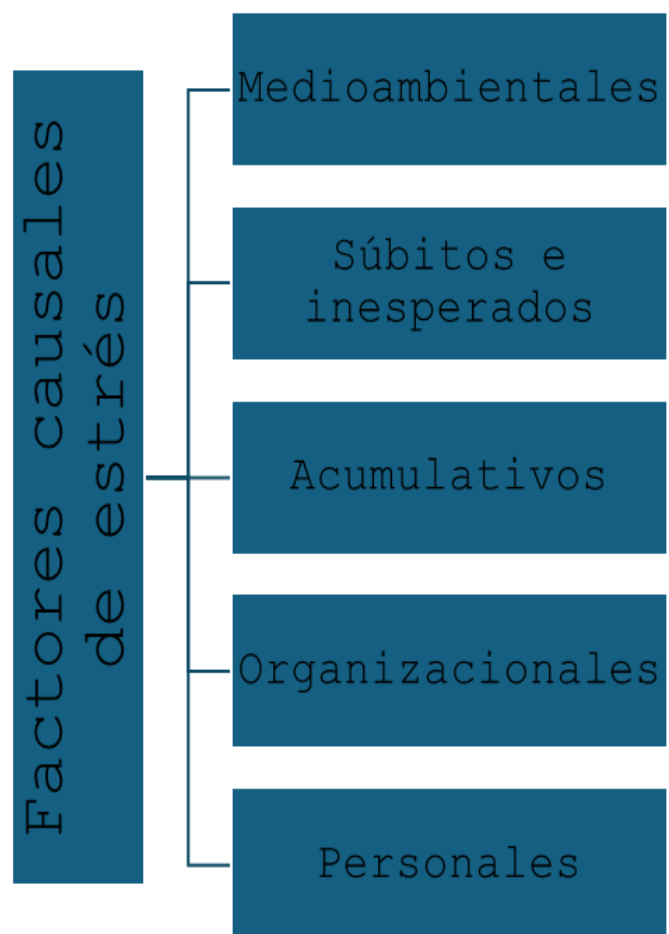 Factores causales
de estrés
Medioambientales
Súbitos e
inesperados
Acumulativos
Organizacionales
Personales